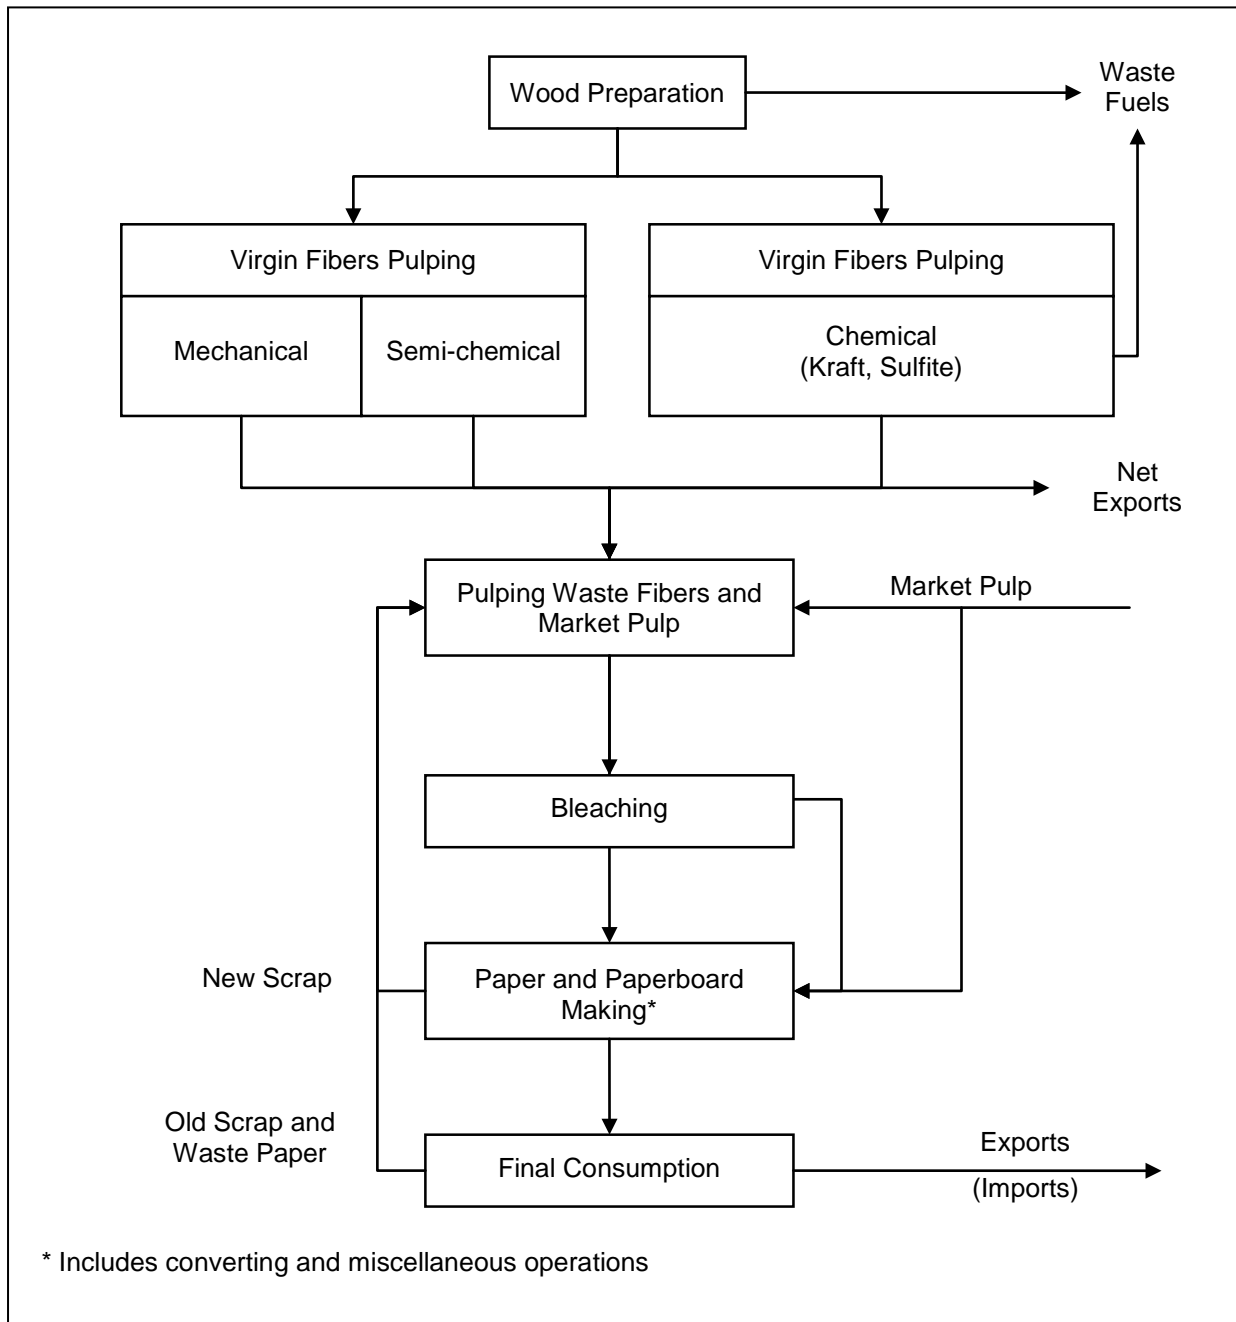 Wood Preparation
Waste
Fuels
Virgin Fibers Pulping
Virgin Fibers Pulping
Mechanical
Semi-chemical
Chemical
(Kraft, Sulfite)
Net
Exports
Pulping Waste Fibers and
Market Pulp
Market Pulp
Bleaching
New Scrap
Paper and Paperboard
Making*
Old Scrap and
Waste Paper
Final Consumption
Exports
(Imports)
* Includes converting and miscellaneous operations